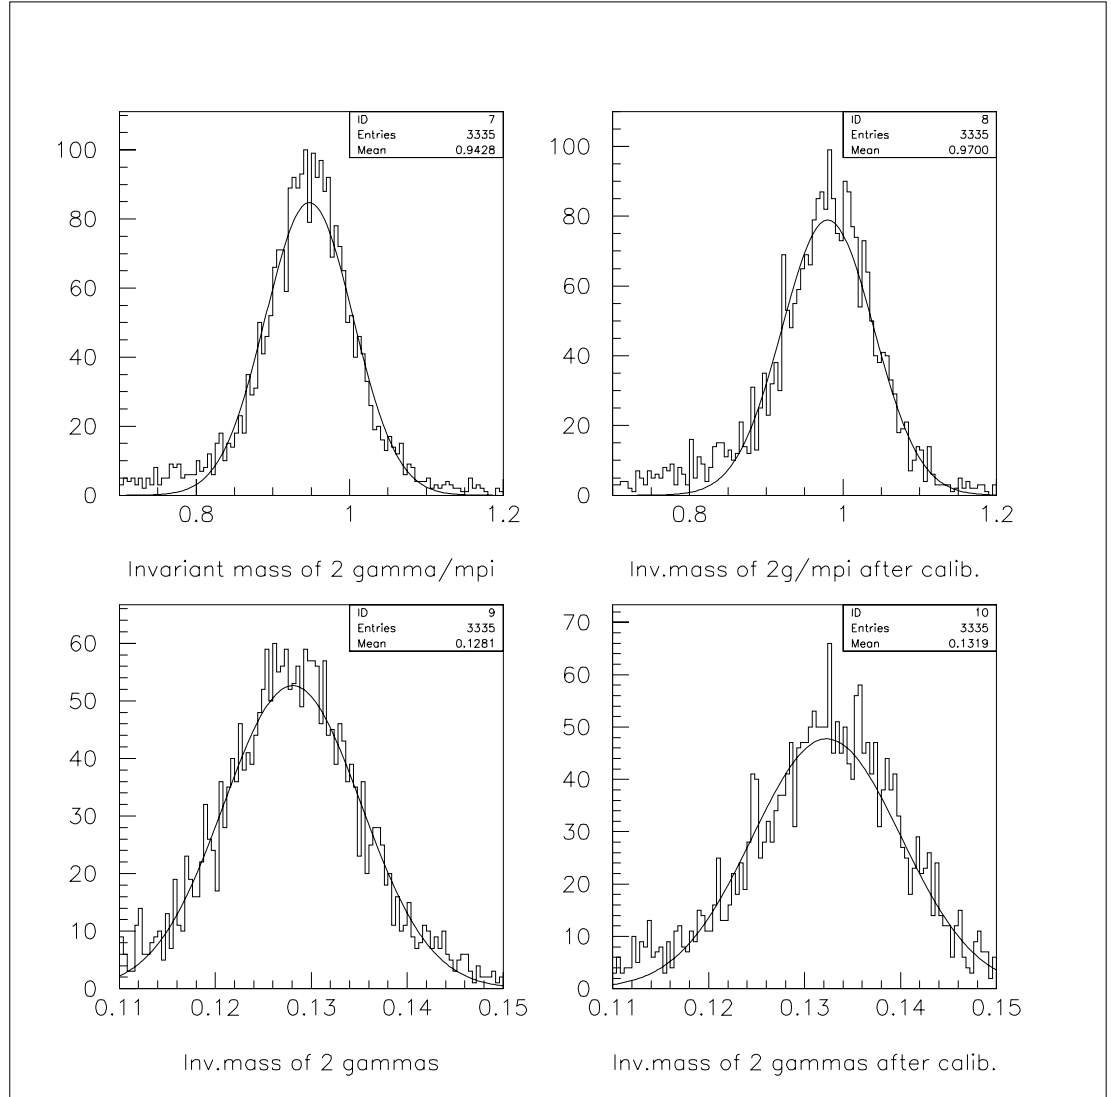 ID 7
Entries 3335
Mean 0.9428
100
80
60
40
20
0
0.8 1 1.2
Invariant mass of 2 gamma/mpi
ID 8
Entries 3335
Mean 0.9700
100
80
60
40
20
0
0.8 1 1.2
Inv.mass of 2g/mpi after calib.
ID 9
Entries 3335
Mean 0.1281
60
50
40
30
20
10
0
0.11 0.12 0.13 0.14 0.15
Inv.mass of 2 gammas
ID 10
Entries 3335
Mean 0.1319
70
60
50
40
30
20
10
0
0.11 0.12 0.13 0.14 0.15
Inv.mass of 2 gammas after calib.